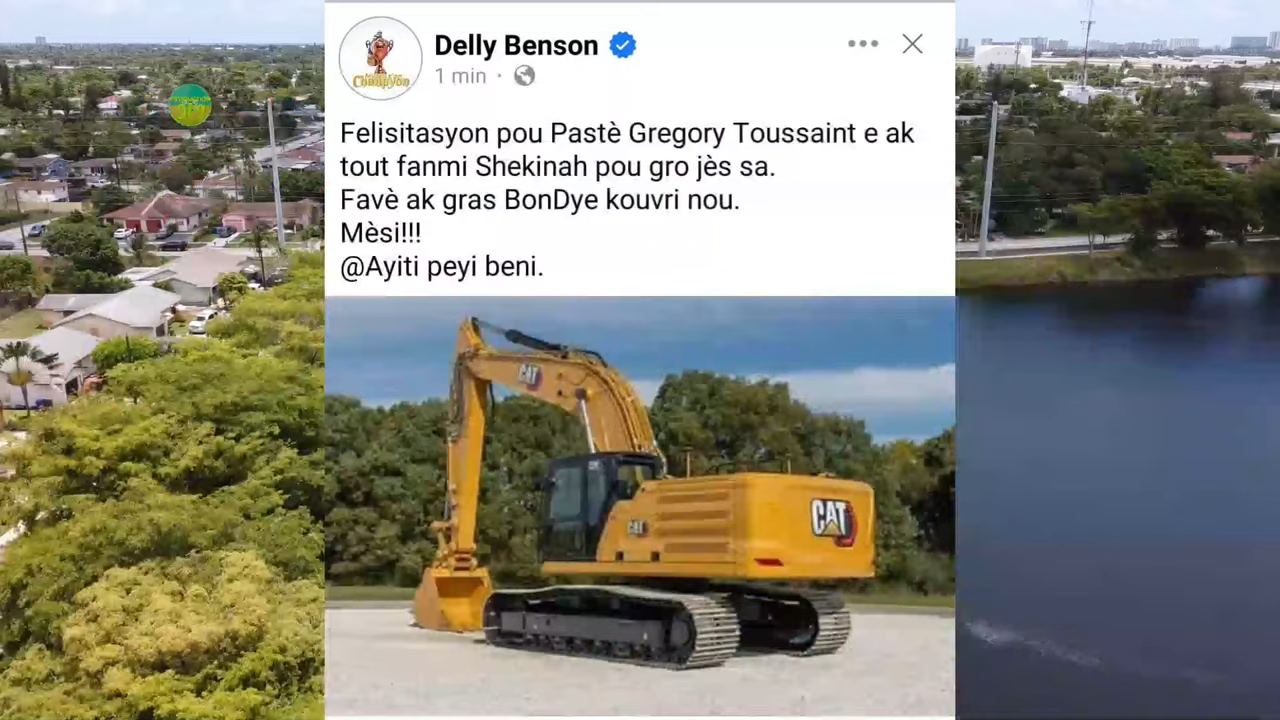 Delly Benson
1 min
Felisitasyon pou Pastè Gregory Toussaint e ak
tout fanmi Shekinah pou gro jès sa.
Favè ak gras BonDye kouvri nou.
Mèsi!!!
@Ayiti peyi beni.
CAT
CAT
CAT